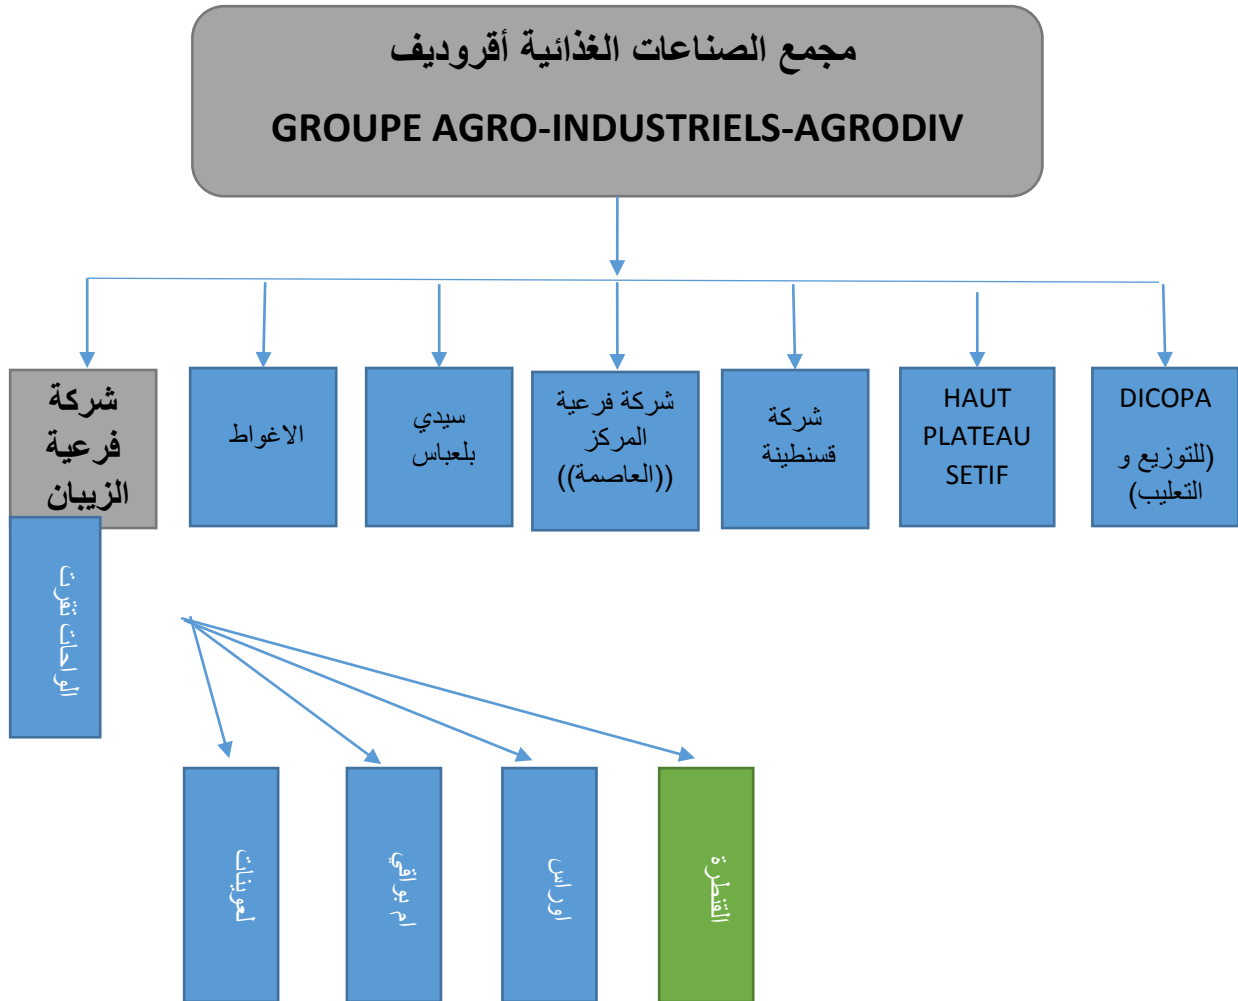 مجمع الصناعات الغذائية أقروديف
GROUPE AGRO-INDUSTRIELS-AGRODIV
شركة
فرعية
الزيبان
الاغواط
سيدي
بلعباس
شركة فرعية
المركز
((العاصمة))
شركة
قسنطينة
HAUT
PLATEAU
SETIF
DICOPA
(للتوزيع و
التعليب)
الواحات تقرت
لعوينات
ام بواقي
اوراس
القنطرة